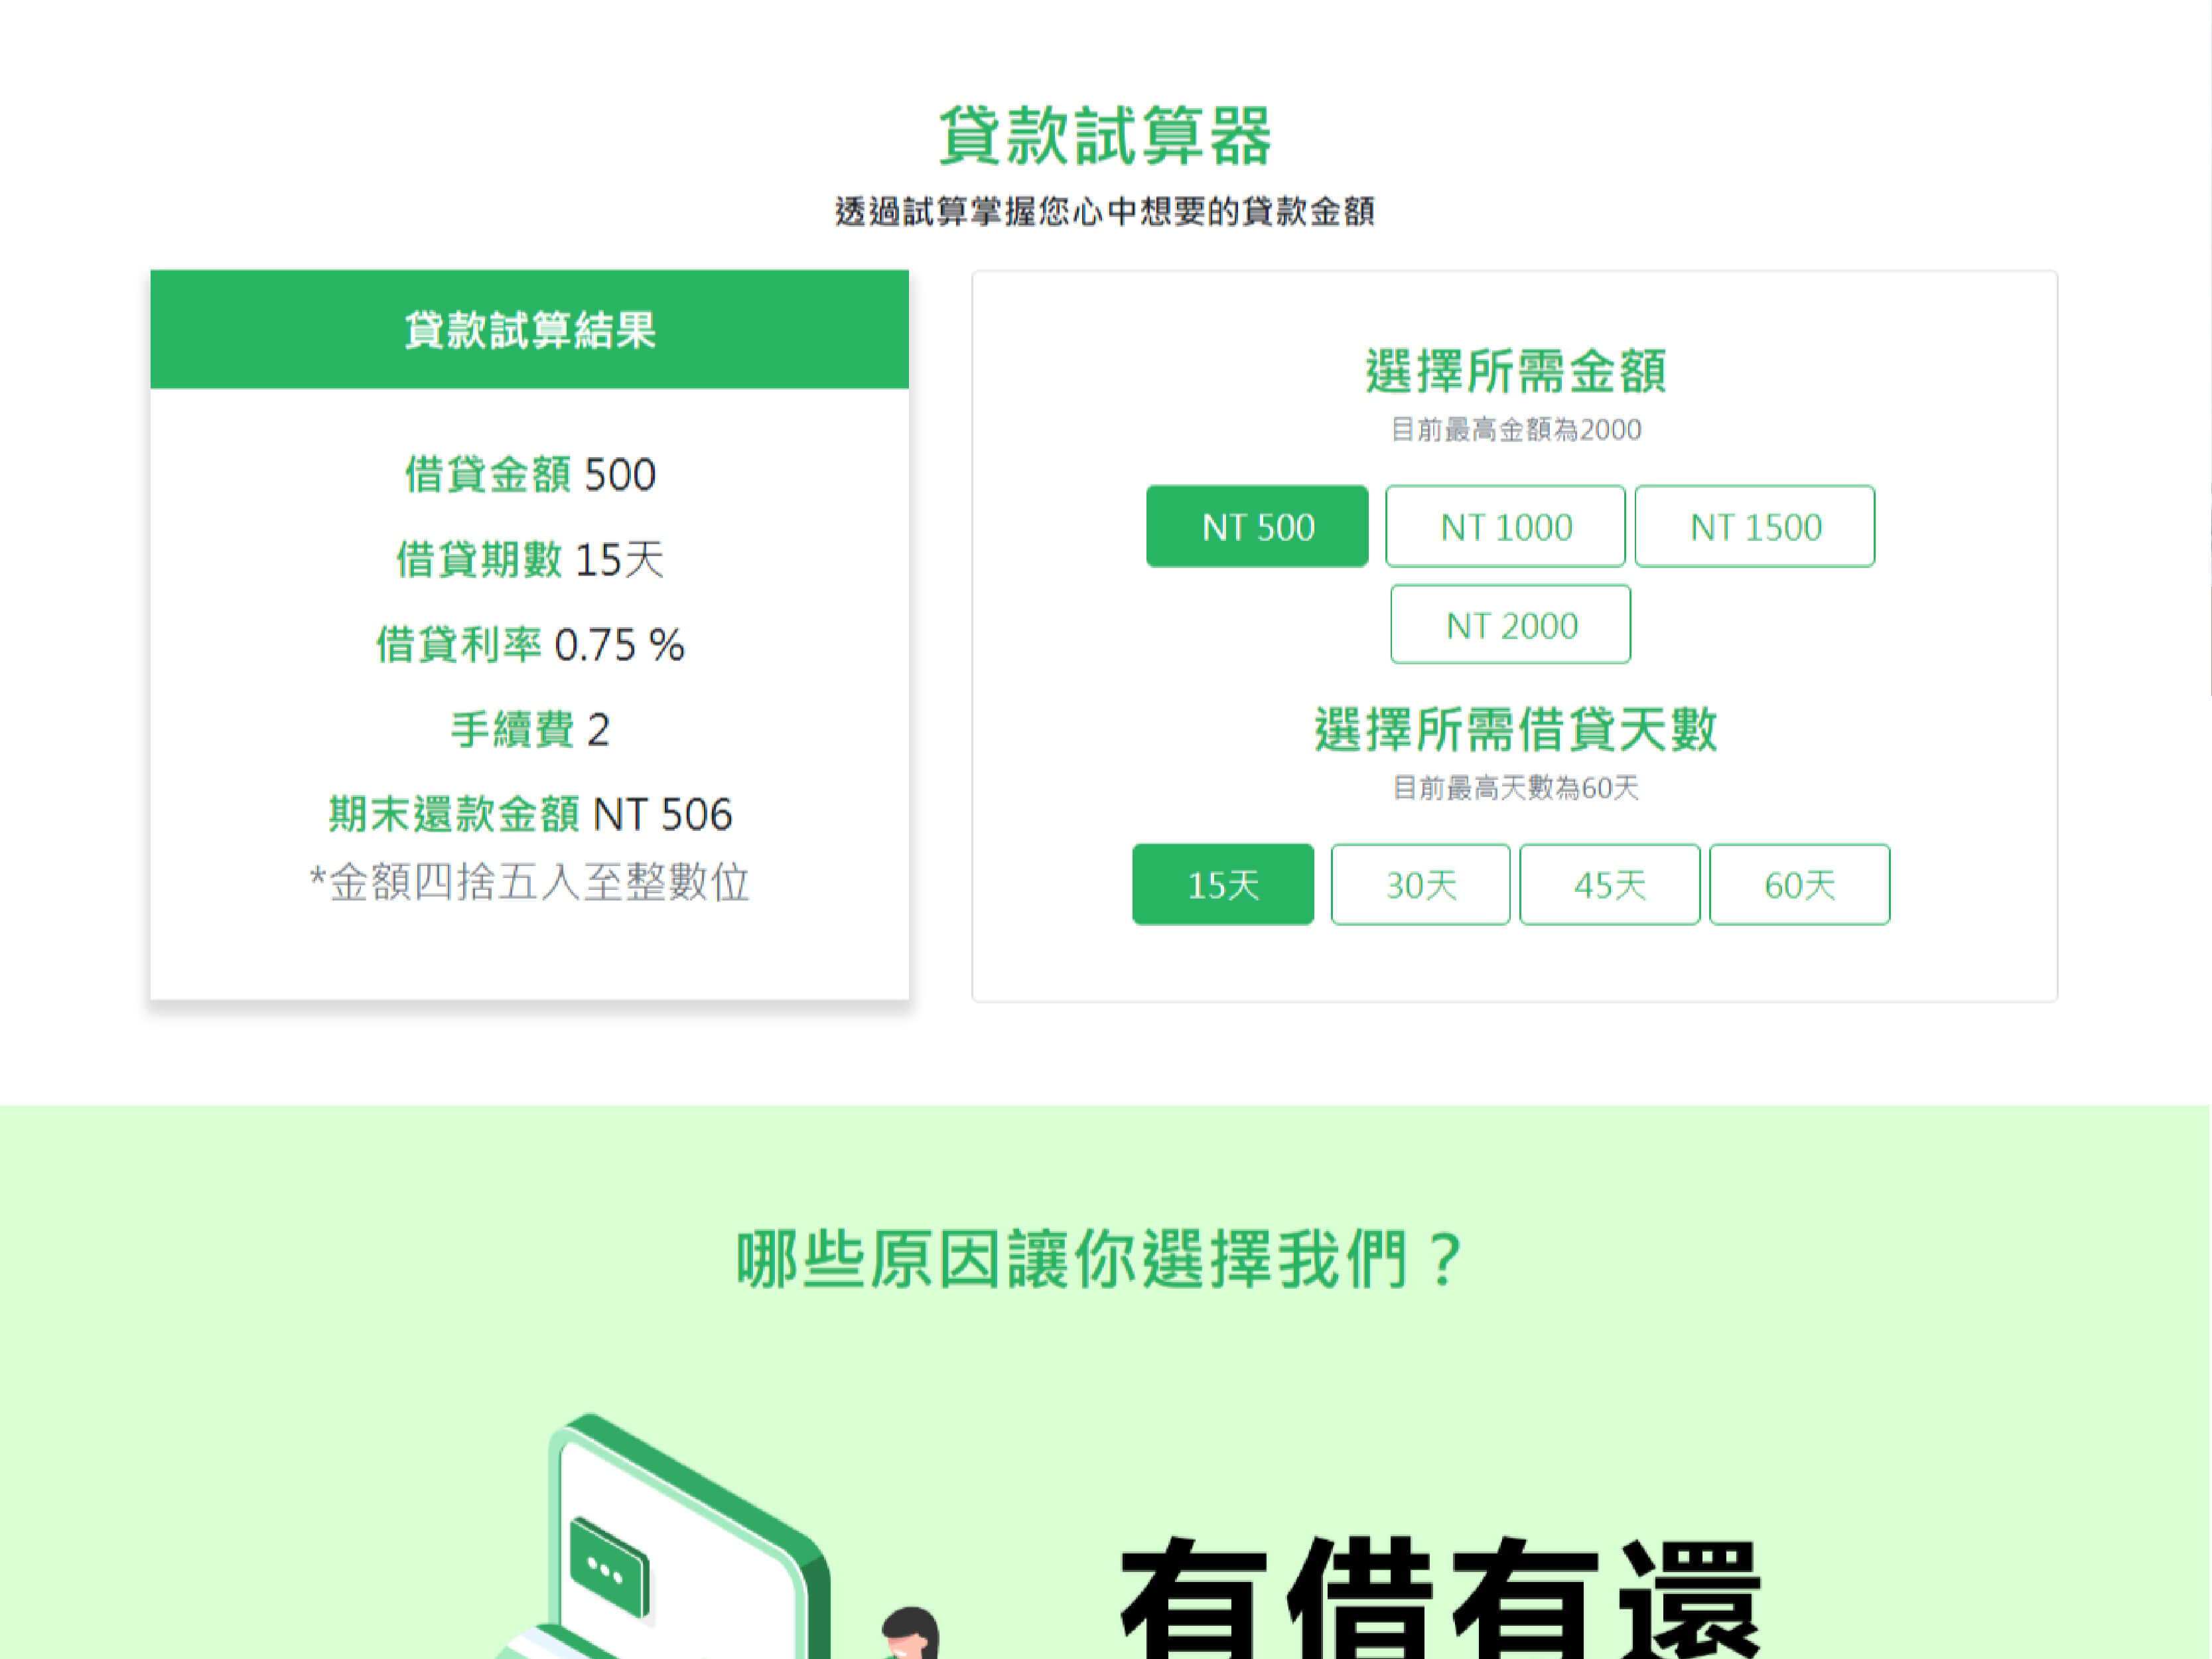 貸款試算器
透過試算掌握您心中想要的貸款金額
貸款試算結果
借貸金額 500
借貸期數 15天
借貸利率 0.75 %
手續費 2
期末還款金額 NT 506
*金額四捨五入至整數位
選擇所需金額
目前最高金額為2000
NT 500 NT 1000 NT 1500
NT 2000
選擇所需借貸天數
目前最高天數為60天
15天 30天 45天 60天
哪些原因讓你選擇我們？
有借有還